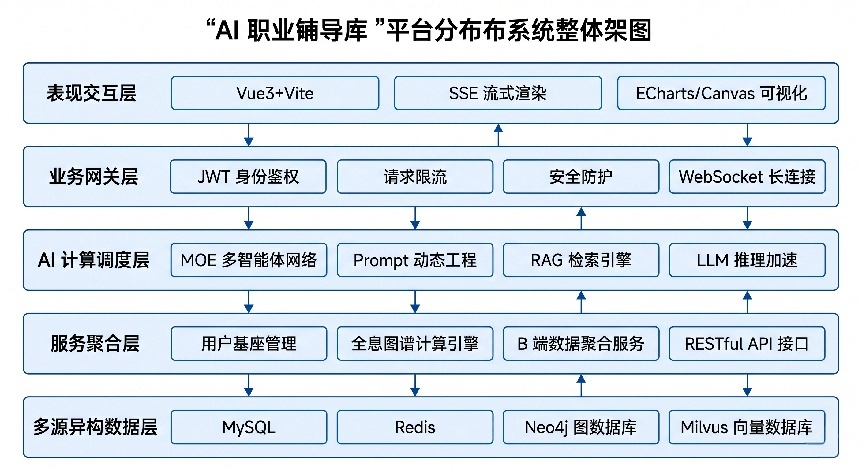 “AI 职业铺导库 ”平台分布布系统整体架图
表现交互层 Vue3+Vite SSE 流式渲染 ECharts/Canvas 可视化
业务网关层 JWT 身份鉴权 请求限流 安全防护 WebSocket 长连接
AI 计算调度层 MOE 多智能体网络 Prompt 动态工程 RAG 检索引擎 LLM 推理加速
服务聚合层 用户基座管理 全息图谱计算引擎 B 端数据聚合服务 RESTful API 接口
多源异构数据层 MySQL Redis Neo4j 图数据库 Milvus 向量数据库